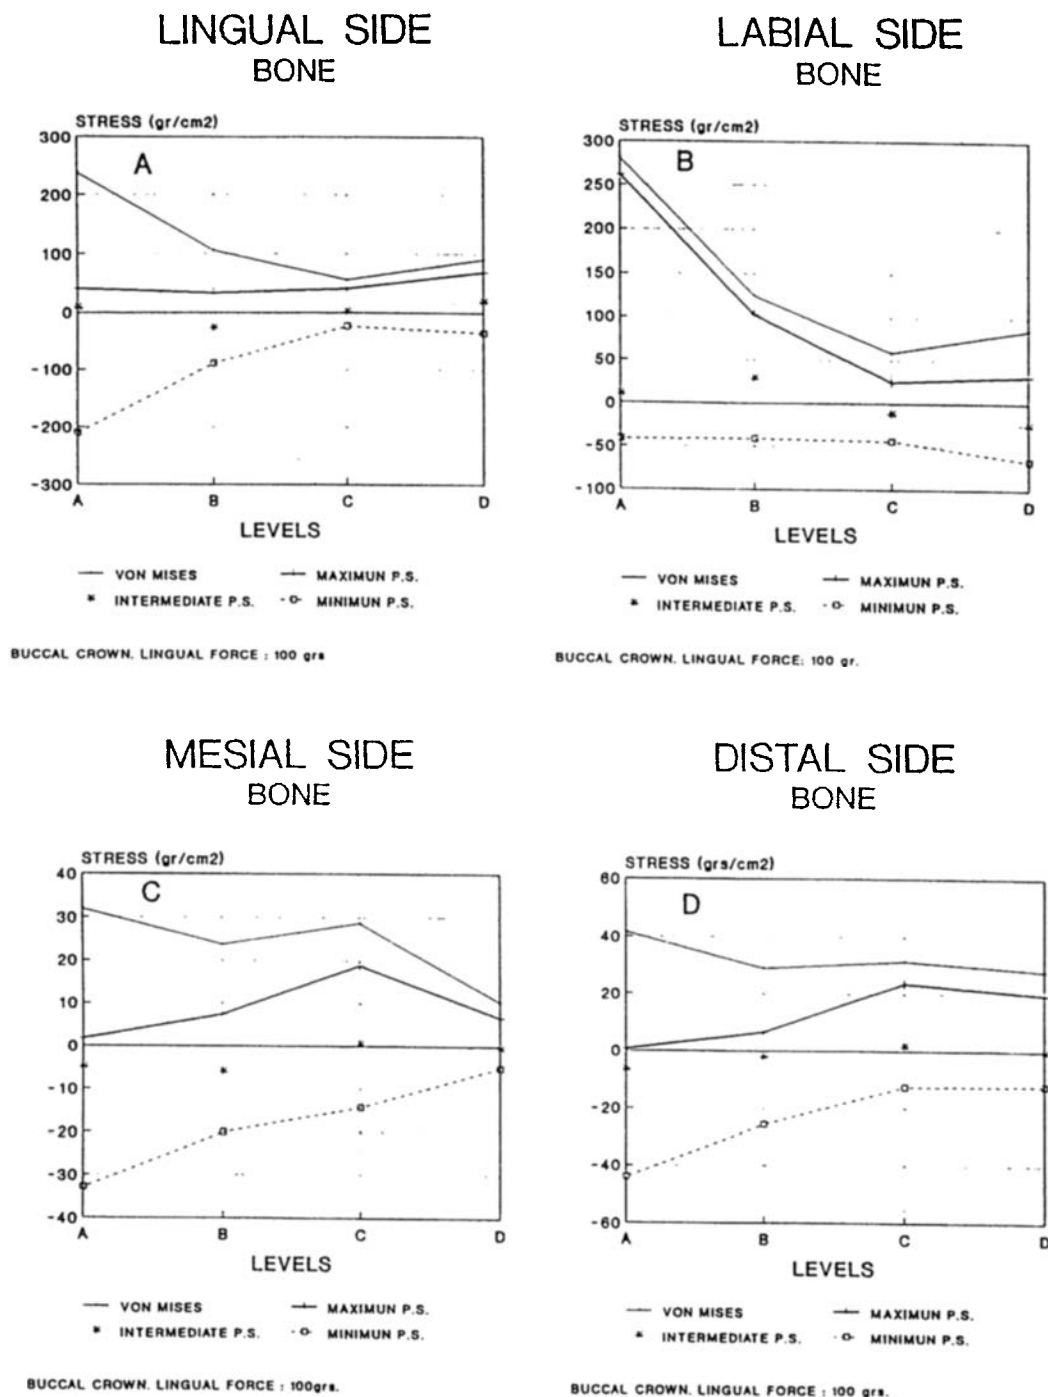 LINGUAL SIDE
BONE
STRESS (gr/cm2)
A
300
200
100
0
-100
-200
-300
A B C D
LEVELS
VON MISES MAXIMUN P.S.
INTERMEDIATE P.S. MINIMUN P.S.
BUCCAL CROWN. LINGUAL FORCE : 100 grs
LABIAL SIDE
BONE
STRESS (gr/cm2)
B
300
250
200
150
100
50
0
-50
-100
A B C D
LEVELS
VON MISES MAXIMUN P.S.
INTERMEDIATE P.S. MINIMUN P.S.
BUCCAL CROWN. LINGUAL FORCE: 100 gr.
MESIAL SIDE
BONE
STRESS (gr/cm2)
C
40
30
20
10
0
-10
-20
-30
-40
A B C D
LEVELS
VON MISES MAXIMUN P.S.
INTERMEDIATE P.S. MINIMUN P.S.
BUCCAL CROWN. LINGUAL FORCE : 100grs.
DISTAL SIDE
BONE
STRESS (grs/cm2)
D
60
40
20
0
-20
-40
-60
A B C D
LEVELS
VON MISES MAXIMUN P.S.
INTERMEDIATE P.S. MINIMUN P.S.
BUCCAL CROWN. LINGUAL FORCE : 100 grs.